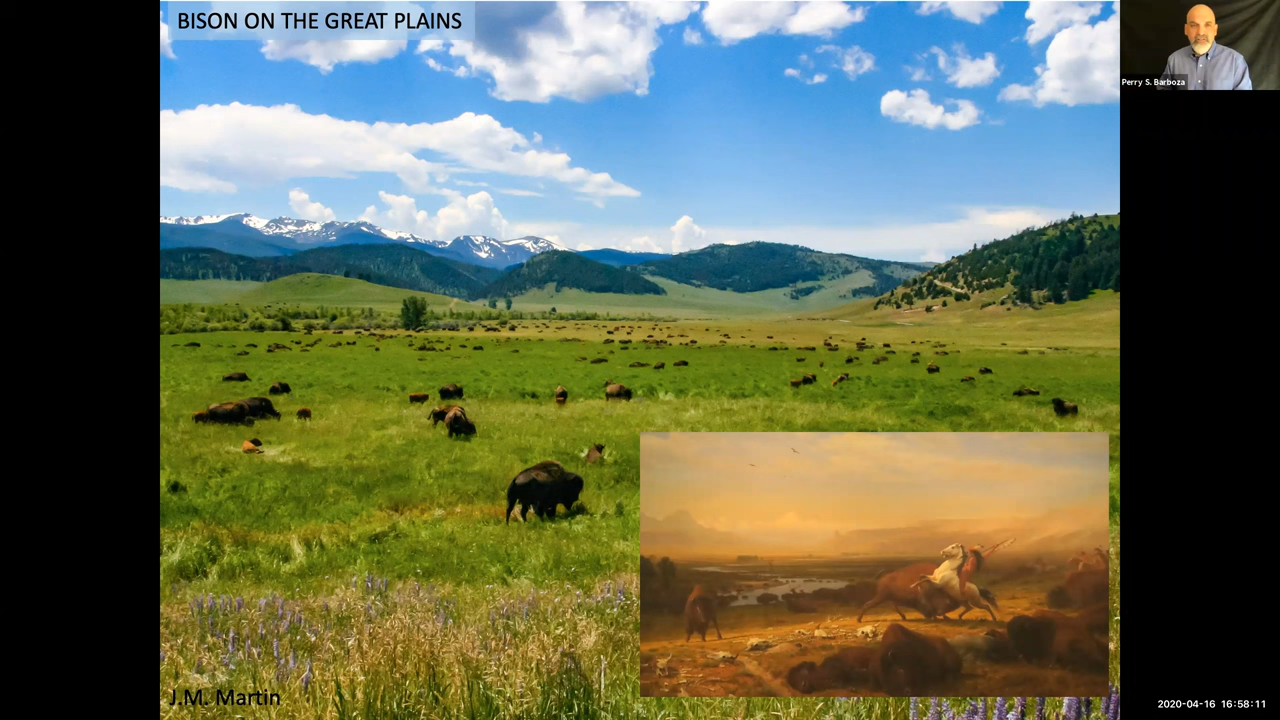 BISON ON THE GREAT PLAINS
Perry S. Barboza
J.M. Martin
2020-04-16 16:58:11